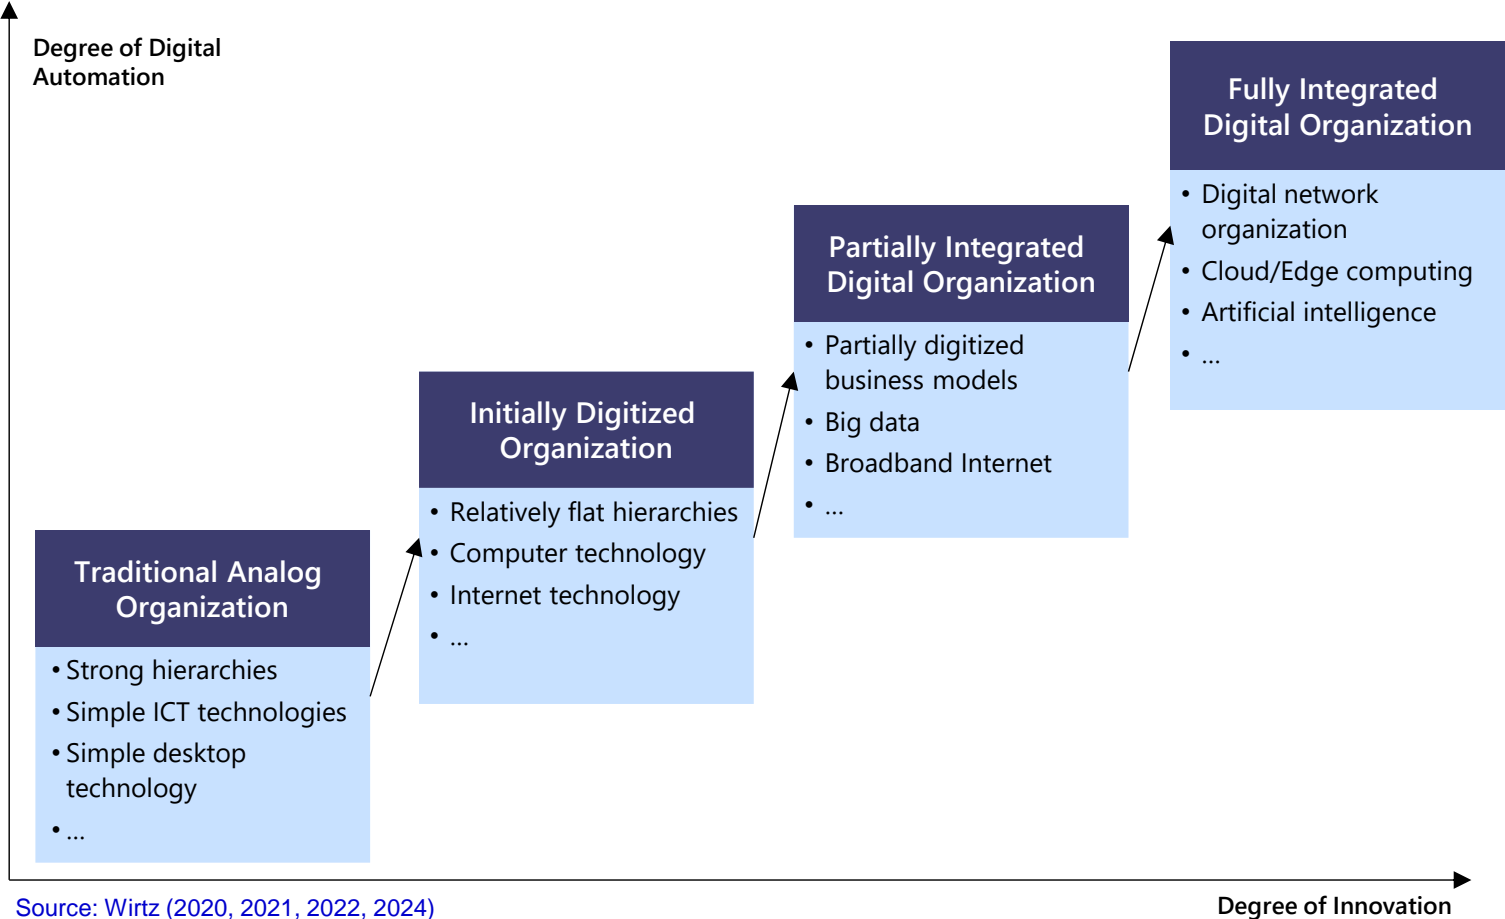 Degree of Digital
Automation
Fully Integrated
Digital Organization
• Digital network
organization
• Cloud/Edge computing
• Artificial intelligence
• ...
Partially Integrated
Digital Organization
• Partially digitized
business models
• Big data
• Broadband Internet
• ...
Initially Digitized
Organization
• Relatively flat hierarchies
• Computer technology
• Internet technology
• ...
Traditional Analog
Organization
• Strong hierarchies
• Simple ICT technologies
• Simple desktop
technology
• ...
Degree of Innovation
Source: Wirtz (2020, 2021, 2022, 2024)